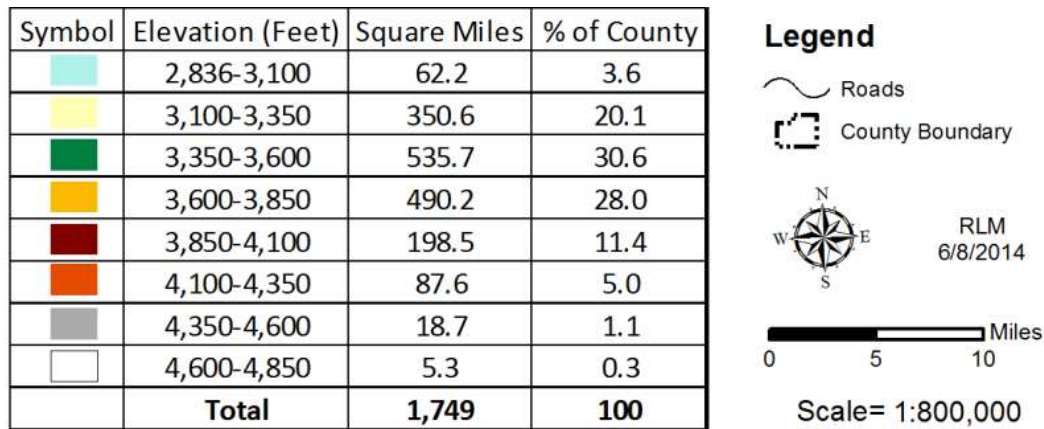 Symbol Elevation (Feet) Square Miles % of County
2,836-3,100 62.2 3.6
3,100-3,350 350.6 20.1
3,350-3,600 535.7 30.6
3,600-3,850 490.2 28.0
3,850-4,100 198.5 11.4
4,100-4,350 87.6 5.0
4,350-4,600 18.7 1.1
4,600-4,850 5.3 0.3
Total 1,749 100
Legend
Roads
County Boundary
N
W E
S
RLM
6/8/2014
Miles
0 5 10
Scale= 1:800,000